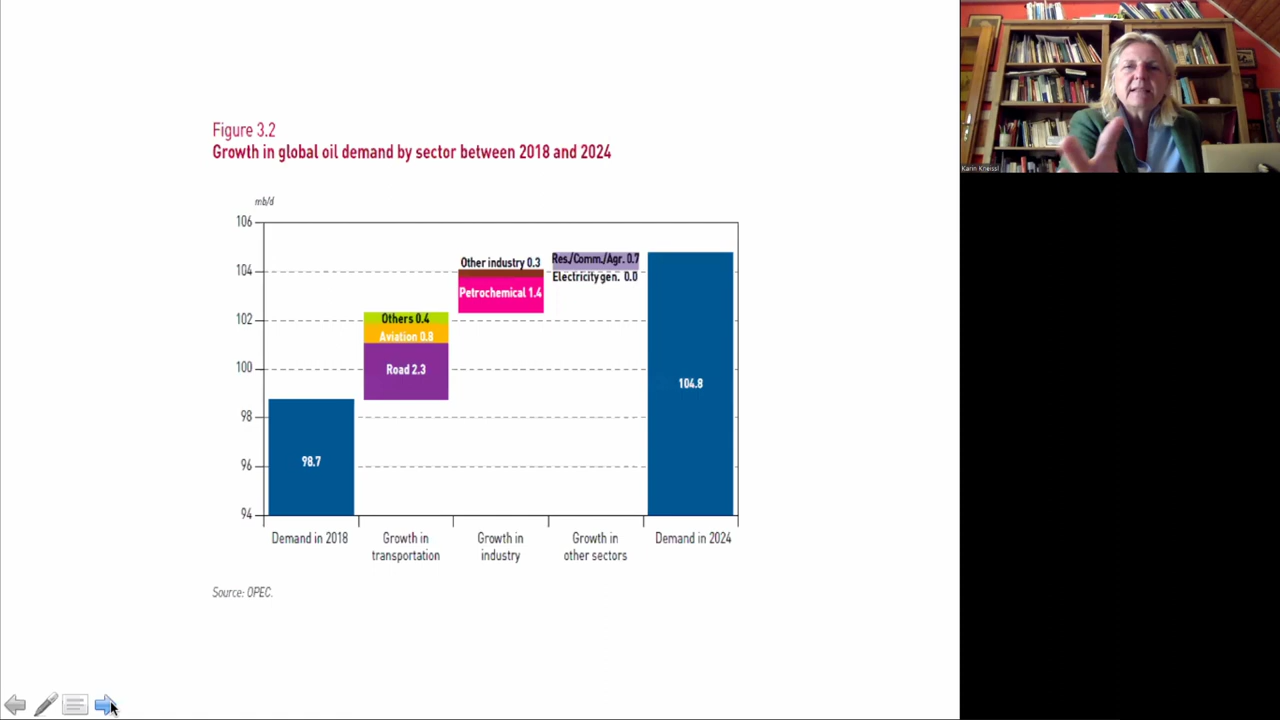 Figure 3.2
Growth in global oil demand by sector between 2018 and 2024
mb/d
106
104
102
100
98
96
94
98.7
Others 0.4
Aviation 0.8
Road 2.3
Other industry 0.3
Petrochemical 1.4
Res./Comm./Agr. 0.7
Electricity gen. 0.0
104.8
Demand in 2018
Growth in
transportation
Growth in
industry
Growth in
other sectors
Demand in 2024
Source: OPEC.
Karin Kneissl